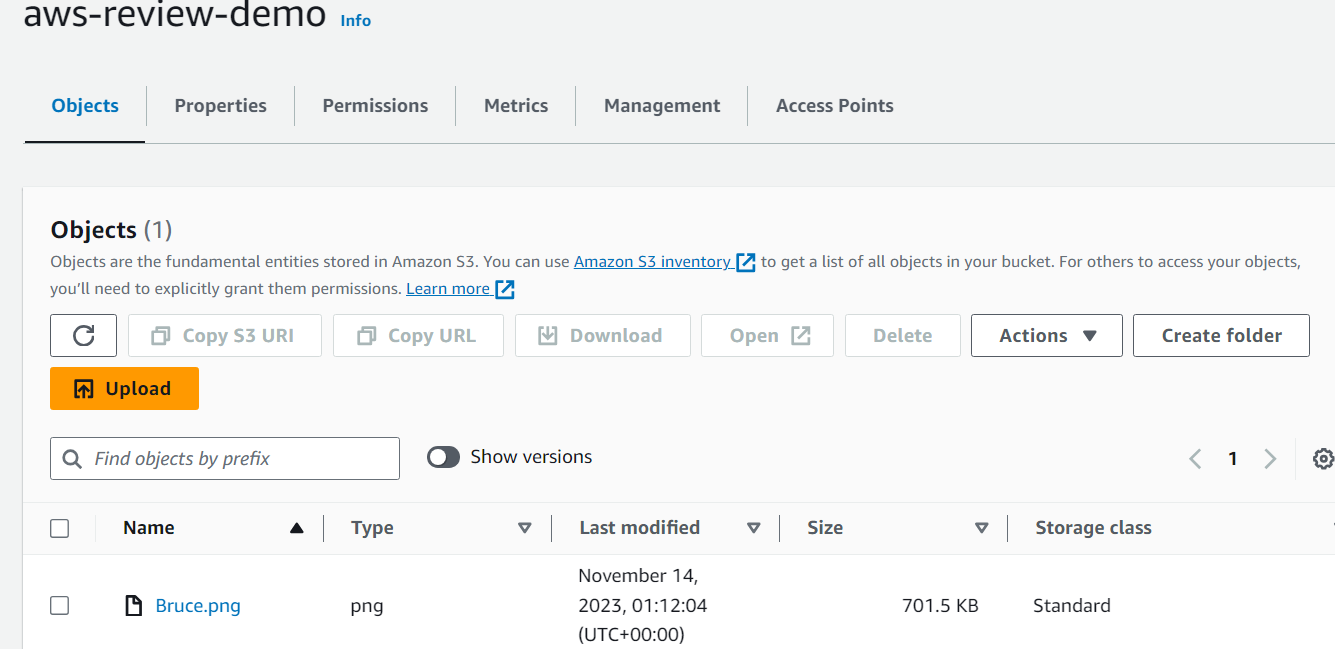 aws-review-demo Info
Objects Properties Permissions Metrics Management Access Points
Objects (1)
Objects are the fundamental entities stored in Amazon S3. You can use Amazon S3 inventory to get a list of all objects in your bucket. For others to access your objects,
you’ll need to explicitly grant them permissions. Learn more
Copy S3 URI Copy URL Download Open Delete Actions Create folder
Upload
Find objects by prefix Show versions 1
Name Type Last modified Size Storage class
November 14,
Bruce.png png 2023, 01:12:04 701.5 KB Standard
(UTC+00:00)